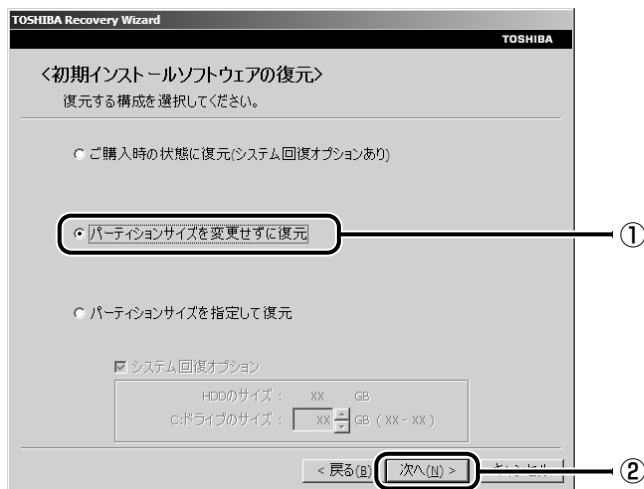 TOSHIBA Recovery Wizard
TOSHIBA
<初期インストールソフトウェアの復元>
復元する構成を選択してください。
ご購入時の状態に復元(システム回復オプションあり)
パーティションサイズを変更せずに復元
①
パーティションサイズを指定して復元
システム回復オプション
HDDのサイズ： XX GB
C:ドライブのサイズ： XX GB ( XX - XX )
< 戻る(B) 次へ(N) > キャンセル
②